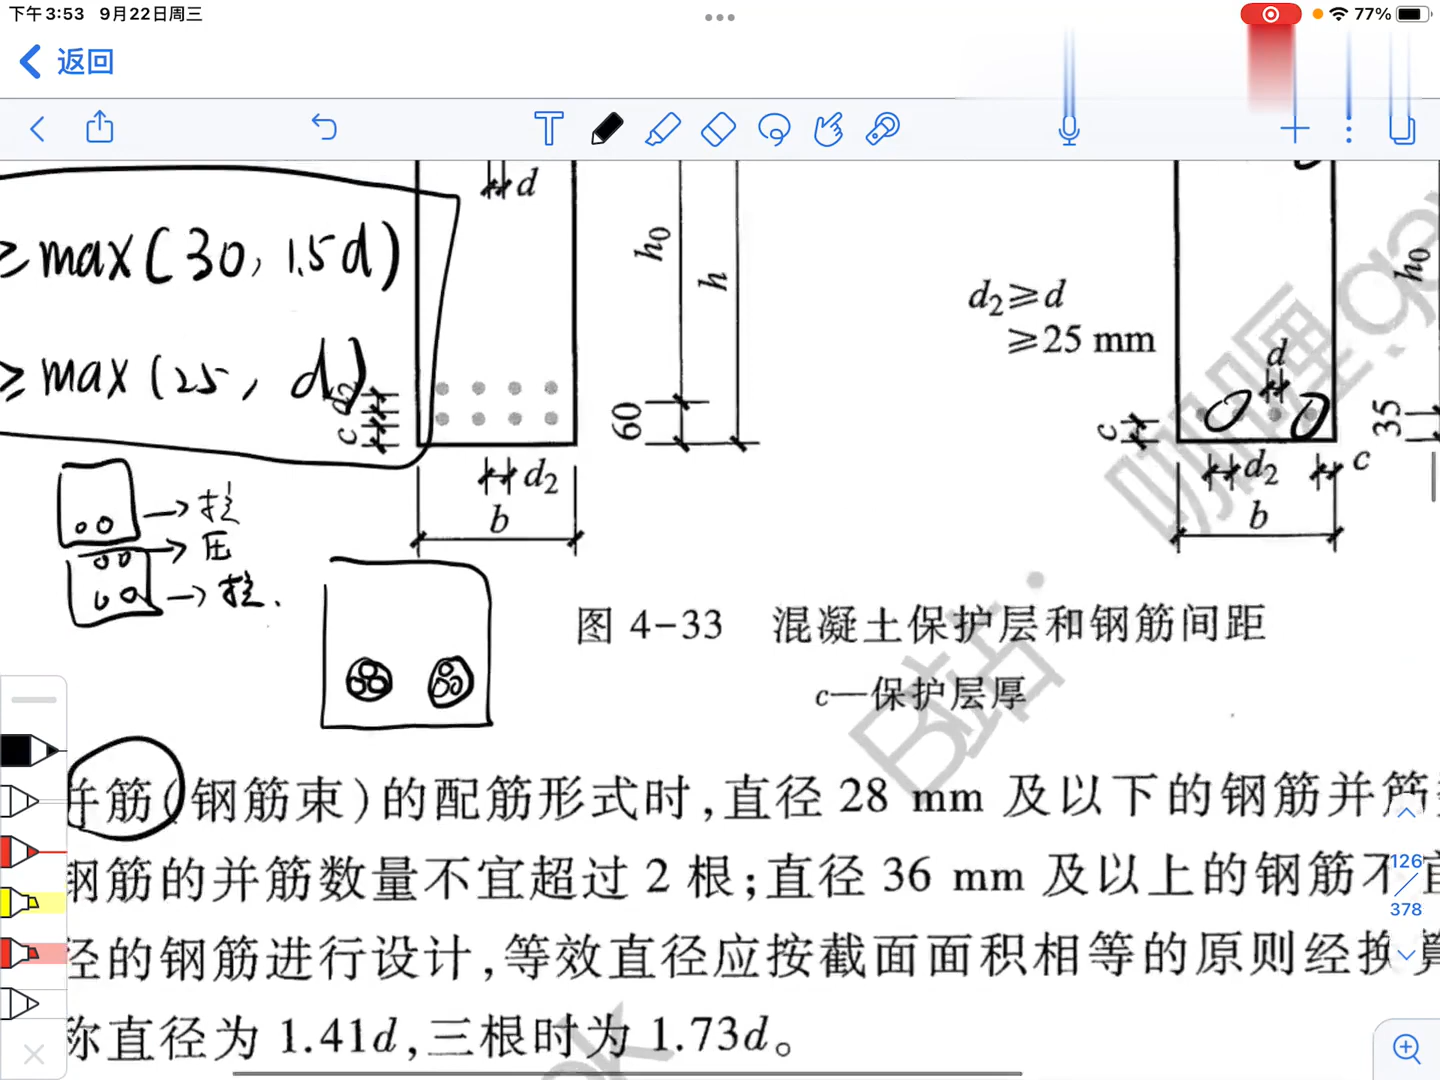 下午3:53 9月22日周三
77%
返回
d
≥max(30, 1.5d)
h₀
h
d₂≥d
≥25 mm
d
h₀
≥max(25, d)
d₂
c
60
c
35
d₂
d₂
c
b
b
→拉
→压
→拉.
图 4-33 混凝土保护层和钢筋间距
c—保护层厚
B站:
并筋(钢筋束)的配筋形式时,直径 28 mm 及以下的钢筋并筋
钢筋的并筋数量不宜超过 2 根;直径 36 mm 及以上的钢筋不宜
径的钢筋进行设计,等效直径应按截面面积相等的原则经换算
称直径为 1.41d,三根时为 1.73d。
126
378